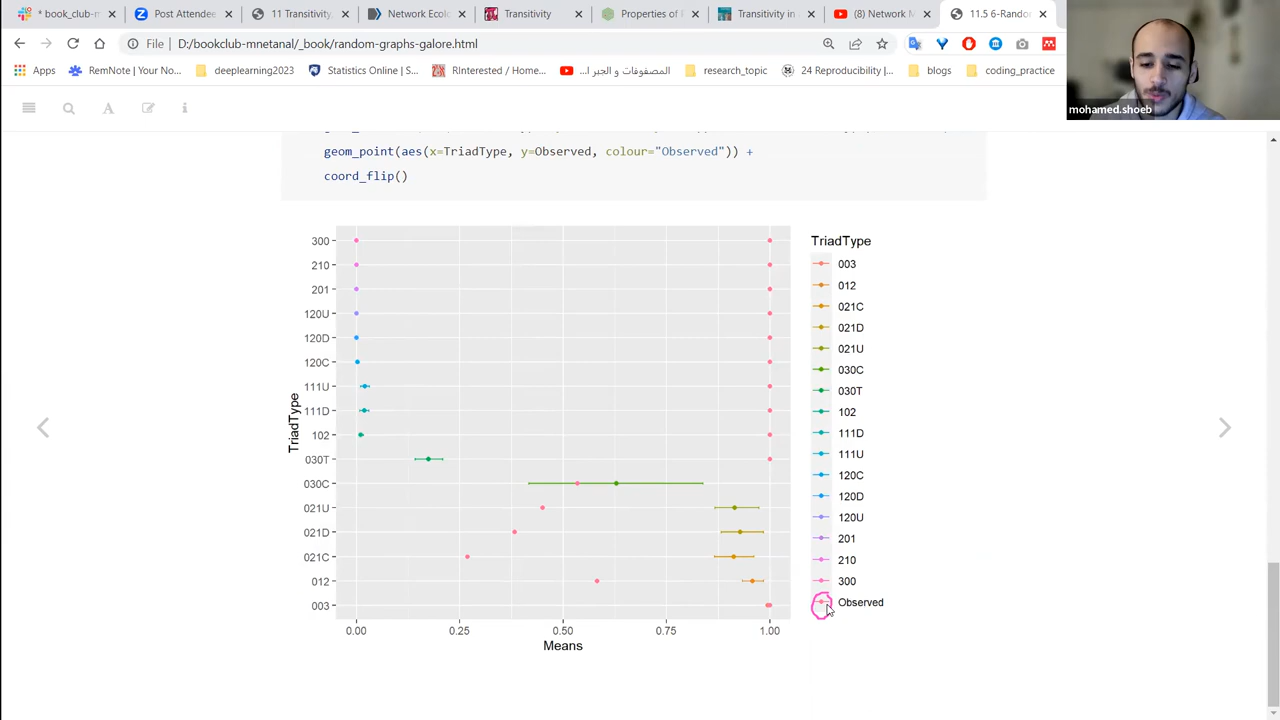 * book_club-m
Post Attendee
11 Transitivity,
Network Ecolo
Transitivity
Properties of I
Transitivity in
(8) Network M
11.5 6-Rando
File
D:/bookclub-mnetanal/_book/random-graphs-galore.html
Apps
RemNote | Your No...
deeplearning2023
Statistics Online | S...
RInterested / Home...
المصفوفات و الجبر ا...
research_topic
24 Reproducibility |...
blogs
coding_practice
mohamed.shoeb
geom_point(aes(x=TriadType, y=Observed, colour="Observed")) +
coord_flip()
300
210
201
120U
120D
120C
111U
111D
102
030T
030C
021U
021D
021C
012
003
TriadType
0.00
0.25
0.50
0.75
1.00
Means
TriadType
003
012
021C
021D
021U
030C
030T
102
111D
111U
120C
120D
120U
201
210
300
Observed